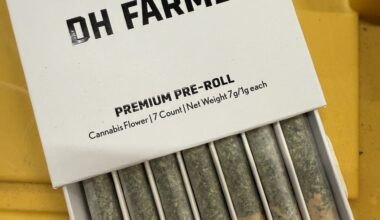 DH FARM
PREMIUM PRE-ROLL
Cannabis Flower | 7 Count | Net Weight 7g/1g each